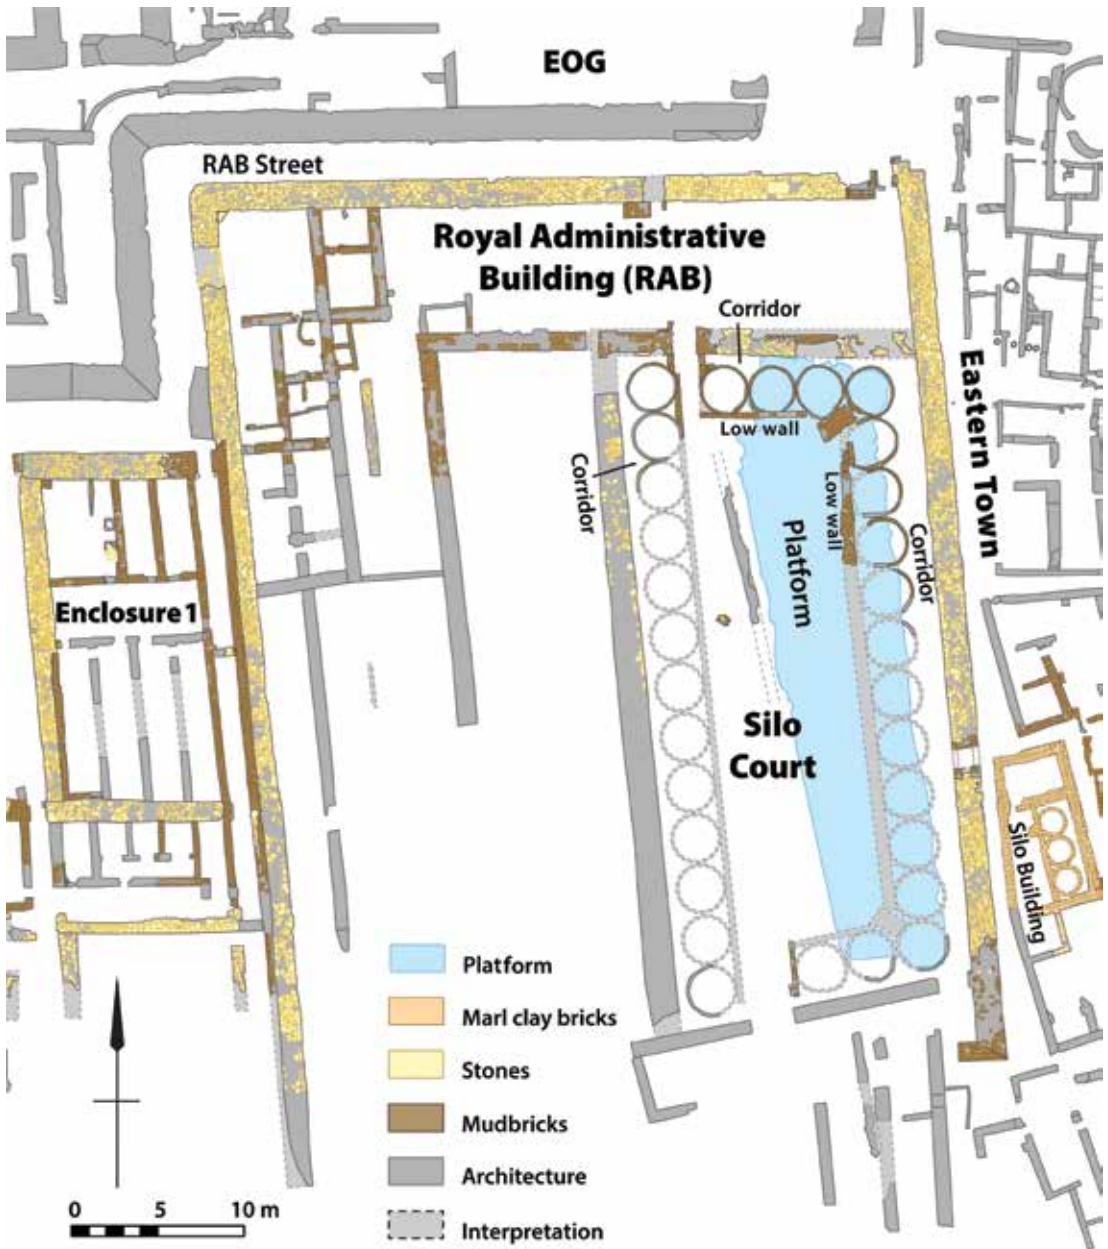 EOG
RAB Street
Royal Administrative
Building (RAB)
Corridor
Low wall
Corridor
Low wall
Corridor
Eastern Town
Platform
Enclosure 1
Silo
Court
Silo Building
Platform
Marl clay bricks
Stones
Mudbricks
Architecture
Interpretation
0 5 10 m